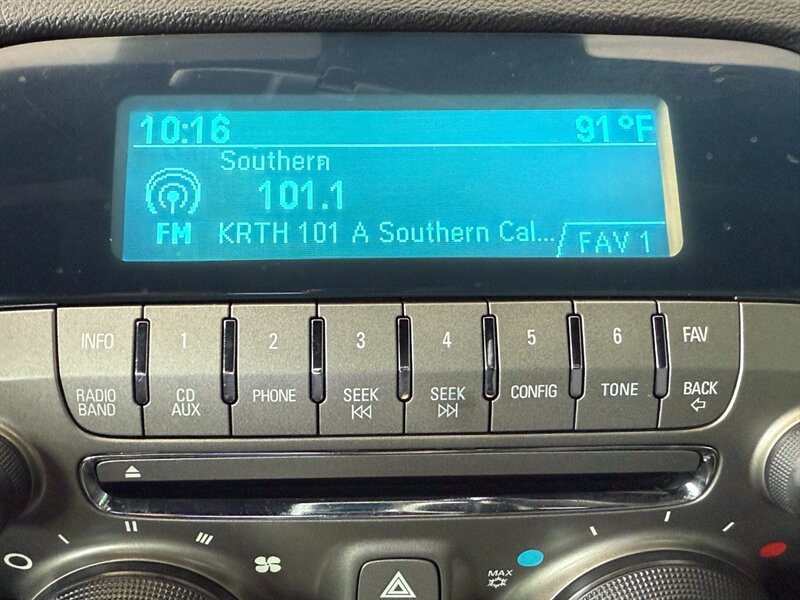 10:16 91°F
Southern
101.1
FM KRTH 101 A Southern Cal... FAV 1
INFO 1 2 3 4 5 6 FAV
RADIO BAND CD AUX PHONE SEEK SEEK CONFIG TONE BACK
MAX